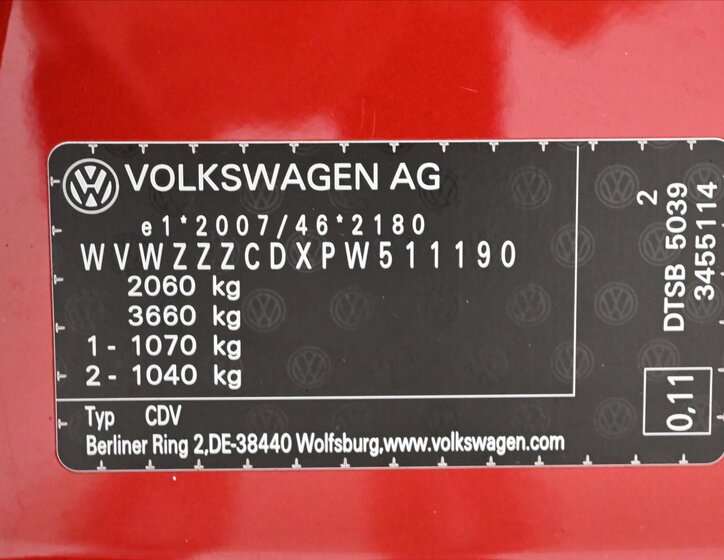 VOLKSWAGEN AG
e1*2007/46*2180
WVWZZZCDXPW511190
2060 kg
3660 kg
1 - 1070 kg
2 - 1040 kg
Typ CDV
Berliner Ring 2,DE-38440 Wolfsburg,www.volkswagen.com
2
DTSB 5039
3455114
0,11